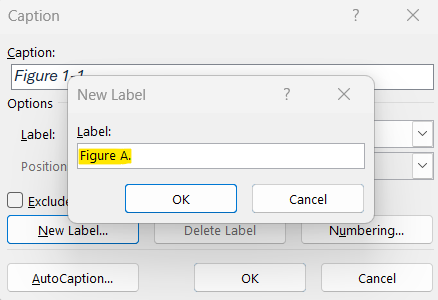 Caption ? ×
Caption:
Figure 1-1
New Label ? ×
Options
Label:
Label:
Figure A.
Position
OK Cancel
Exclude
New Label... Delete Label Numbering...
AutoCaption... OK Cancel